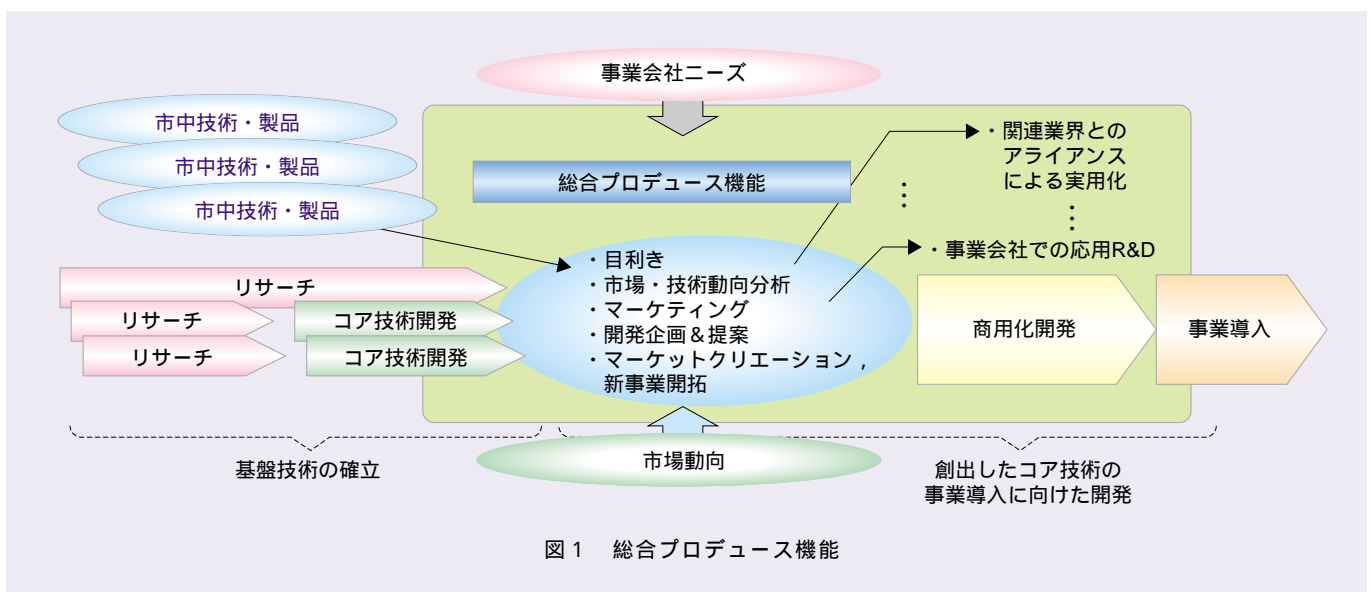 事業会社ニーズ
市中技術・製品
市中技術・製品
市中技術・製品
総合プロデュース機能
・関連業界との
アライアンス
による実用化
・事業会社での応用R&D
・目利き
・市場・技術動向分析
・マーケティング
・開発企画&提案
・マーケットクリエーション,
新事業開拓
リサーチ
リサーチ
コア技術開発
リサーチ
コア技術開発
商用化開発
事業導入
市場動向
基盤技術の確立
創出したコア技術の
事業導入に向けた開発
図1 総合プロデュース機能